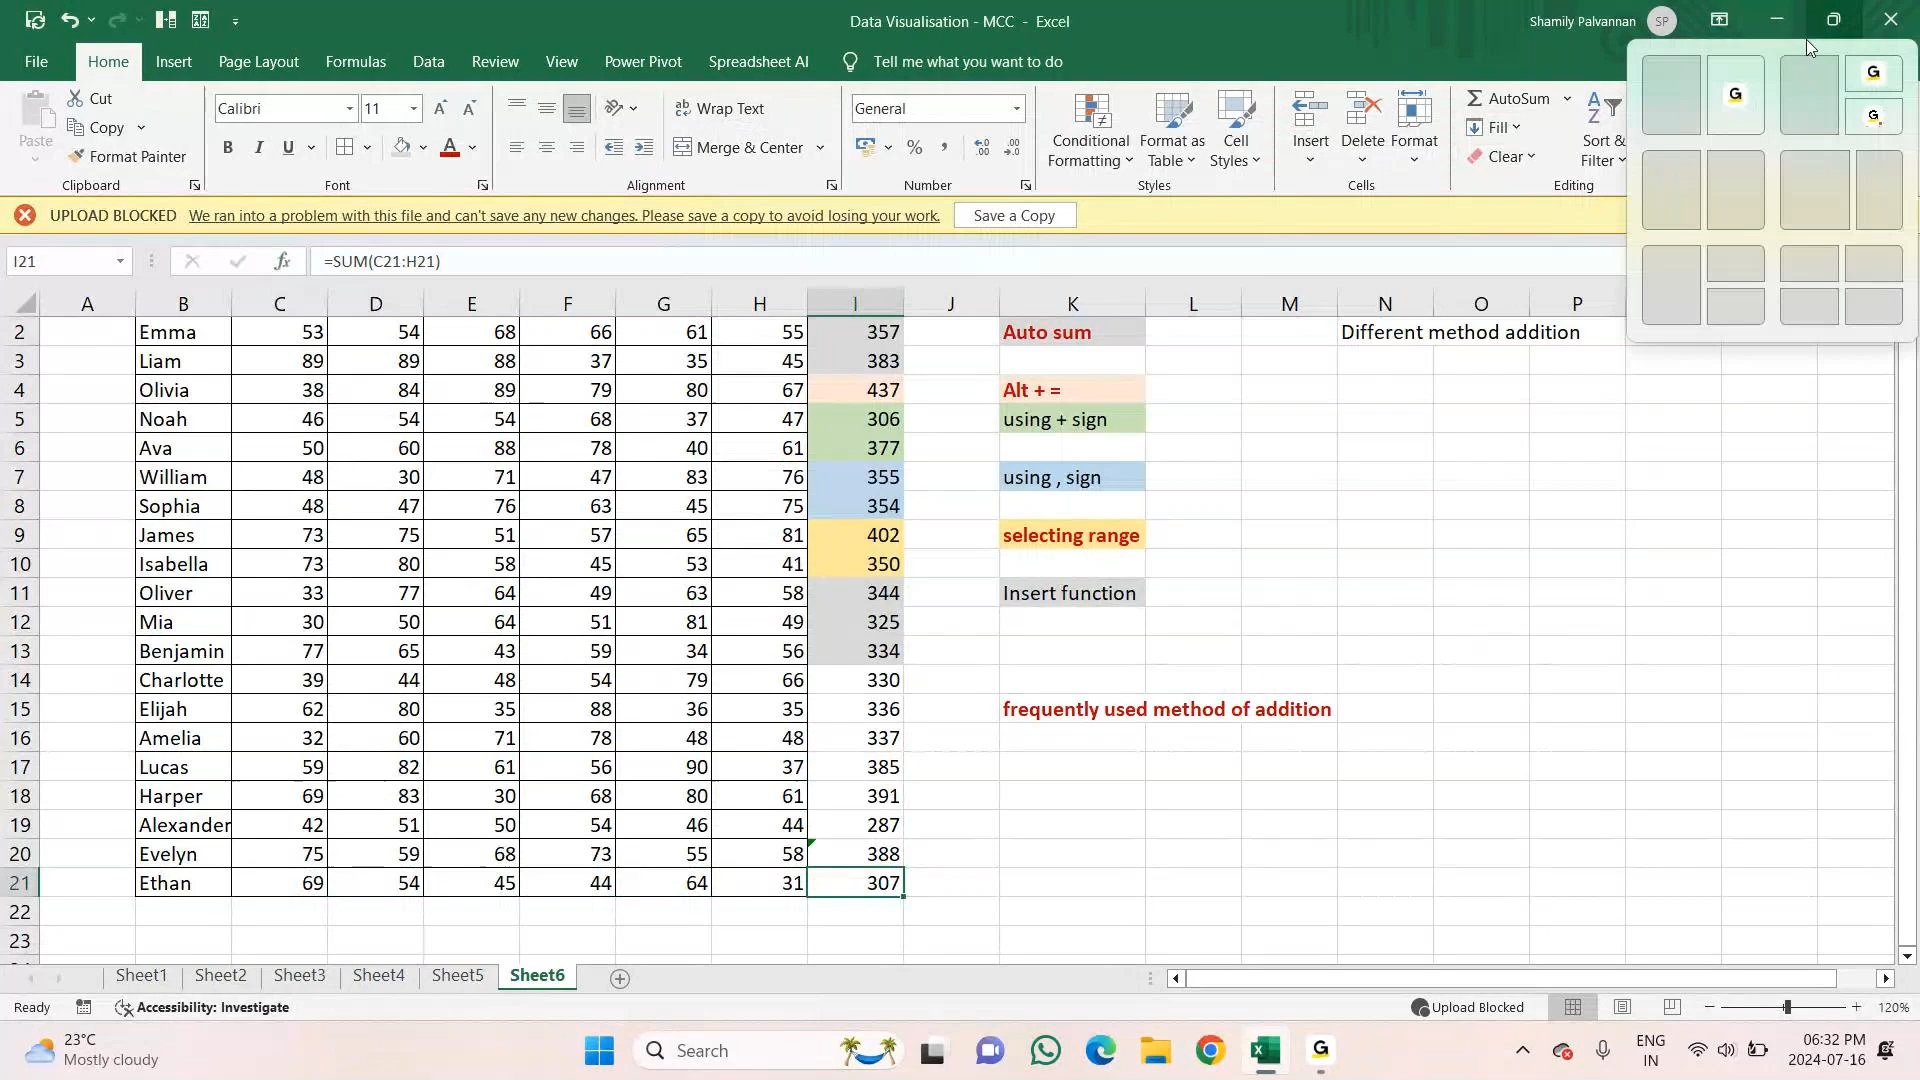 Data Visualisation - MCC - Excel
Shamily Palvannan SP
File Home Insert Page Layout Formulas Data Review View Power Pivot Spreadsheet AI Tell me what you want to do
Paste
Cut
Copy
Format Painter
Clipboard
Calibri 11
B I U
Font
Wrap Text
Merge & Center
Alignment
General
% ,
Number
Conditional Formatting
Format as Table
Cell Styles
Styles
Insert Delete Format
Cells
AutoSum
Fill
Clear
Sort & Filter
Editing
UPLOAD BLOCKED We ran into a problem with this file and can't save any new changes. Please save a copy to avoid losing your work. Save a Copy
I21 fx =SUM(C21:H21)
A B C D E F G H I J K L M N O P
2 Emma 53 54 68 66 61 55 357 Auto sum Different method addition
3 Liam 89 89 88 37 35 45 383
4 Olivia 38 84 89 79 80 67 437 Alt + =
5 Noah 46 54 54 68 37 47 306 using + sign
6 Ava 50 60 88 78 40 61 377
7 William 48 30 71 47 83 76 355 using , sign
8 Sophia 48 47 76 63 45 75 354
9 James 73 75 51 57 65 81 402 selecting range
10 Isabella 73 80 58 45 53 41 350
11 Oliver 33 77 64 49 63 58 344 Insert function
12 Mia 30 50 64 51 81 49 325
13 Benjamin 77 65 43 59 34 56 334
14 Charlotte 39 44 48 54 79 66 330
15 Elijah 62 80 35 88 36 35 336 frequently used method of addition
16 Amelia 32 60 71 78 48 48 337
17 Lucas 59 82 61 56 90 37 385
18 Harper 69 83 30 68 80 61 391
19 Alexander 42 51 50 54 46 44 287
20 Evelyn 75 59 68 73 55 58 388
21 Ethan 69 54 45 44 64 31 307
22
23
Sheet1 Sheet2 Sheet3 Sheet4 Sheet5 Sheet6
Ready Accessibility: Investigate Upload Blocked 120%
23°C
Mostly cloudy
Search
ENG
IN
06:32 PM
2024-07-16